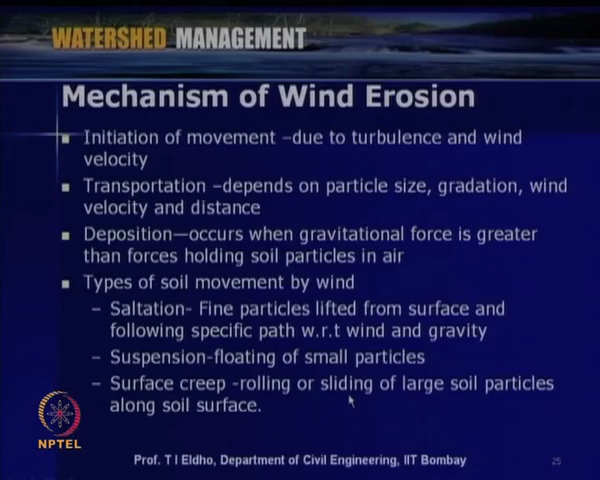 WATERSHED MANAGEMENT
Mechanism of Wind Erosion
Initiation of movement –due to turbulence and wind
velocity
Transportation –depends on particle size, gradation, wind
velocity and distance
Deposition—occurs when gravitational force is greater
than forces holding soil particles in air
Types of soil movement by wind
– Saltation- Fine particles lifted from surface and
following specific path w.r.t wind and gravity
– Suspension-floating of small particles
– Surface creep -rolling or sliding of large soil particles
along soil surface.
NPTEL
Prof. T I Eldho, Department of Civil Engineering, IIT Bombay
25